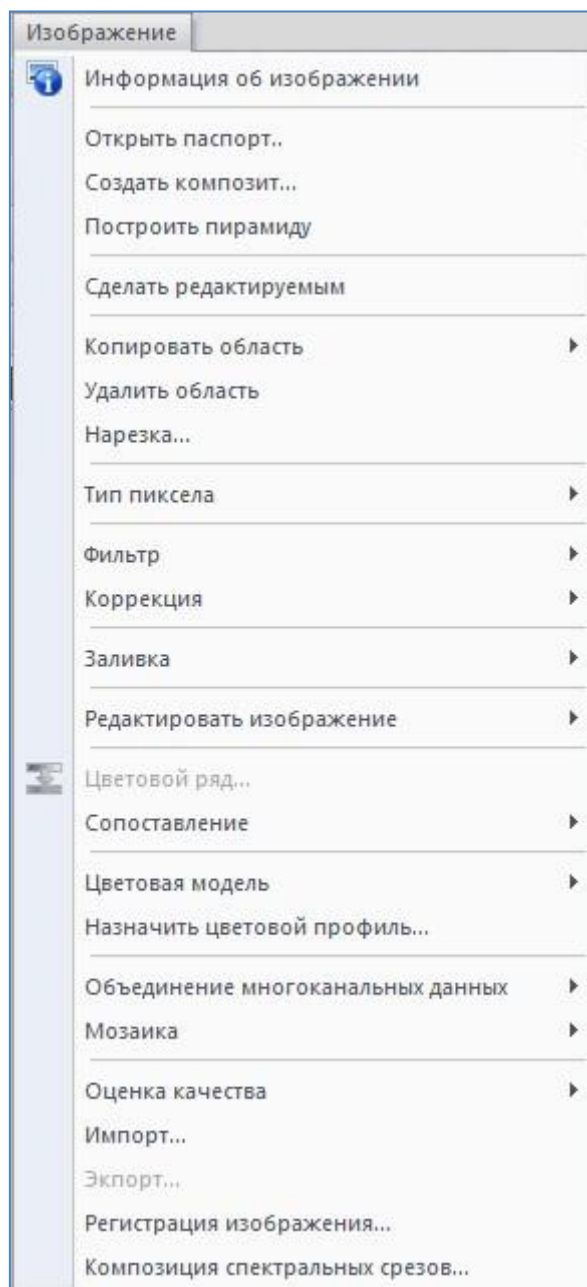 Изображение
Информация об изображении
Открыть паспорт..
Создать композит...
Построить пирамиду
Сделать редактируемым
Копировать область
Удалить область
Нарезка...
Тип пиксела
Фильтр
Коррекция
Заливка
Редактировать изображение
Цветовой ряд...
Сопоставление
Цветовая модель
Назначить цветовой профиль...
Объединение многоканальных данных
Мозаика
Оценка качества
Импорт...
Экпорт...
Регистрация изображения...
Композиция спектральных срезов...